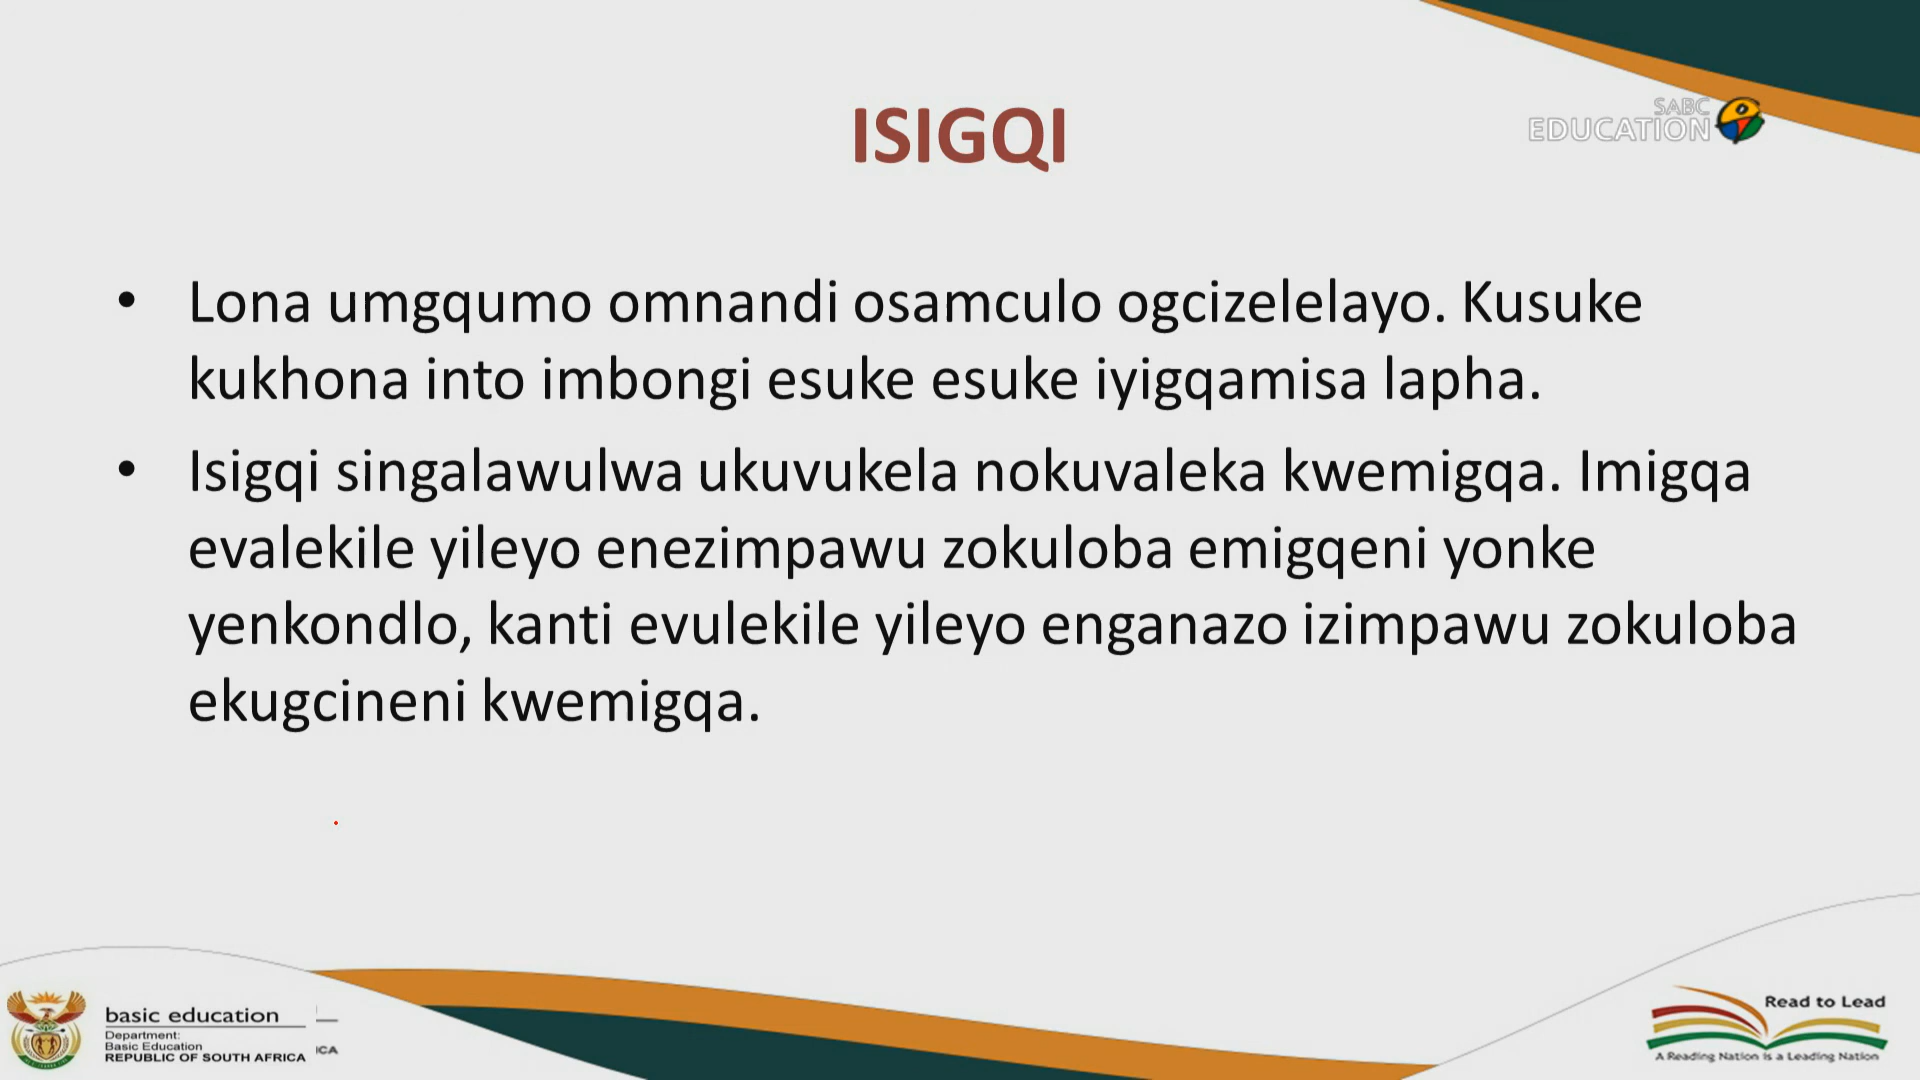 SABC
EDUCATION
ISIGQI
• Lona umgqumo omnandi osamculo ogcizelelayo. Kusuke
kukhona into imbongi esuke esuke iyigqamisa lapha.
• Isigqi singalawulwa ukuvukela nokuvaleka kwemigqa. Imigqa
evalekile yileyo enezimpawu zokuloba emigqeni yonke
yenkondlo, kanti evulekile yileyo enganazo izimpawu zokuloba
ekugcineni kwemigqa.
basic education
Department:
Basic Education
REPUBLIC OF SOUTH AFRICA
ICA
Read to Lead
A Reading Nation is a Leading Nation